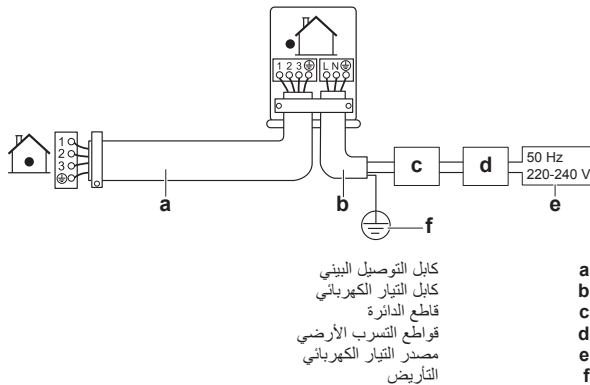 1 2 3 L N
1
2
3
a
b
c
d
50 Hz
220-240 V
e
f
a كابل التوصيل البيني
b كابل التيار الكهربائي
c قاطع الدائرة
d قواطع التسرب الأرضي
e مصدر التيار الكهربائي
f التأريض